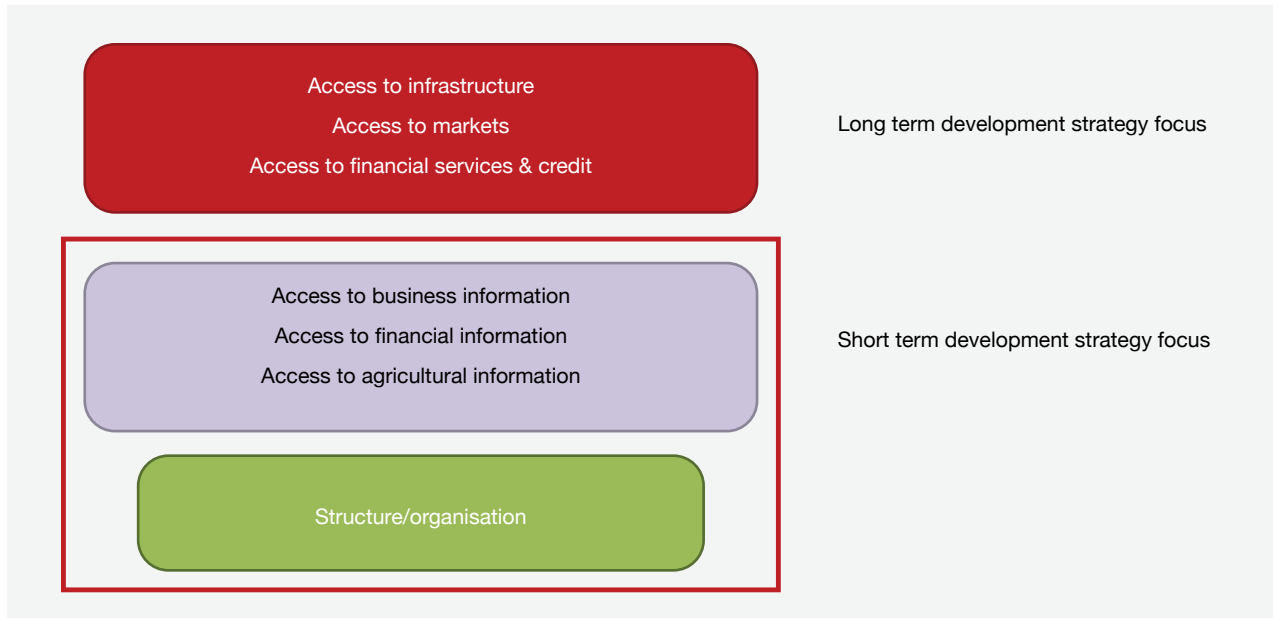 Access to infrastructure
Access to markets
Access to financial services & credit
Long term development strategy focus
Access to business information
Access to financial information
Access to agricultural information
Short term development strategy focus
Structure/organisation